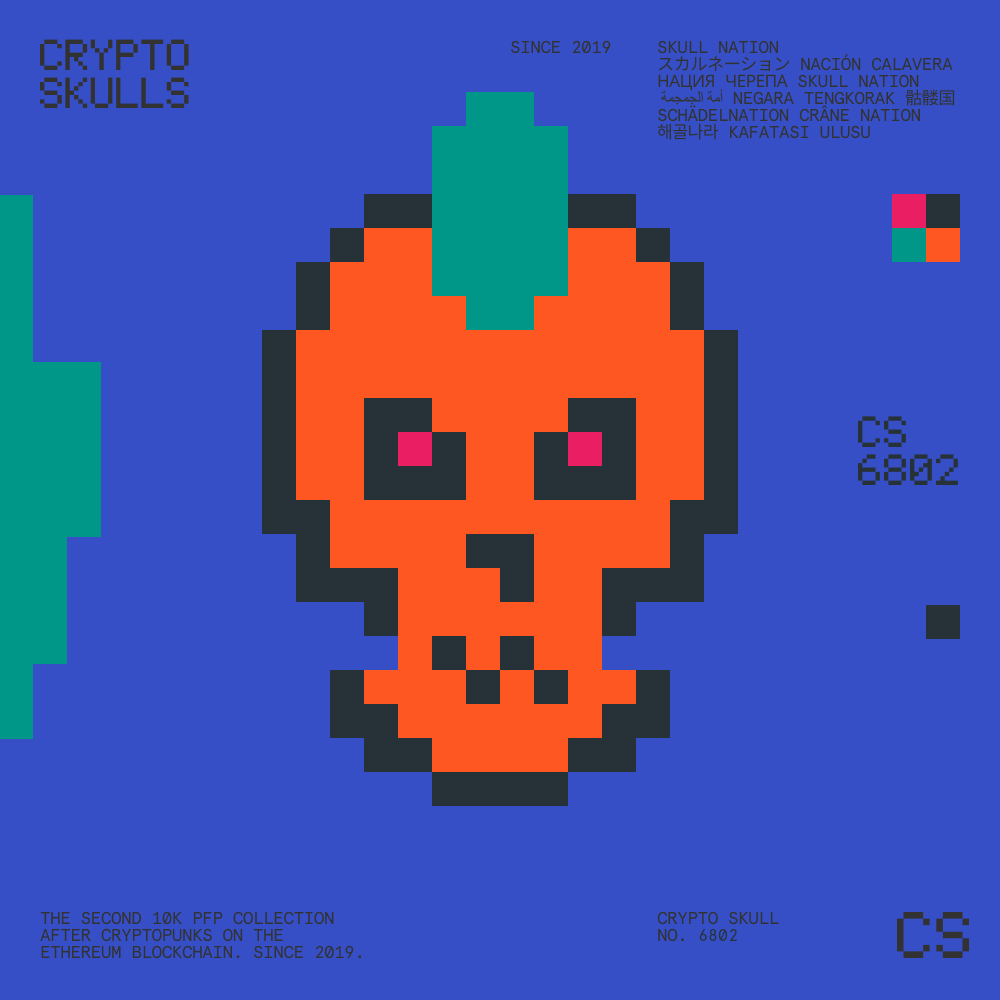 CRYPTO
SKULLS
SINCE 2019
SKULL NATION
スカルネーション NACIÓN CALAVERA
НАЦИЯ ЧЕРЕПА SKULL NATION
أمة الجمجمة NEGARA TENGKORAK 骷髅国
SCHÄDELNATION CRÂNE NATION
해골나라 KAFATASI ULUSU
CS
6802
THE SECOND 10K PFP COLLECTION
AFTER CRYPTOPUNKS ON THE
ETHEREUM BLOCKCHAIN. SINCE 2019.
CRYPTO SKULL
NO. 6802
CS